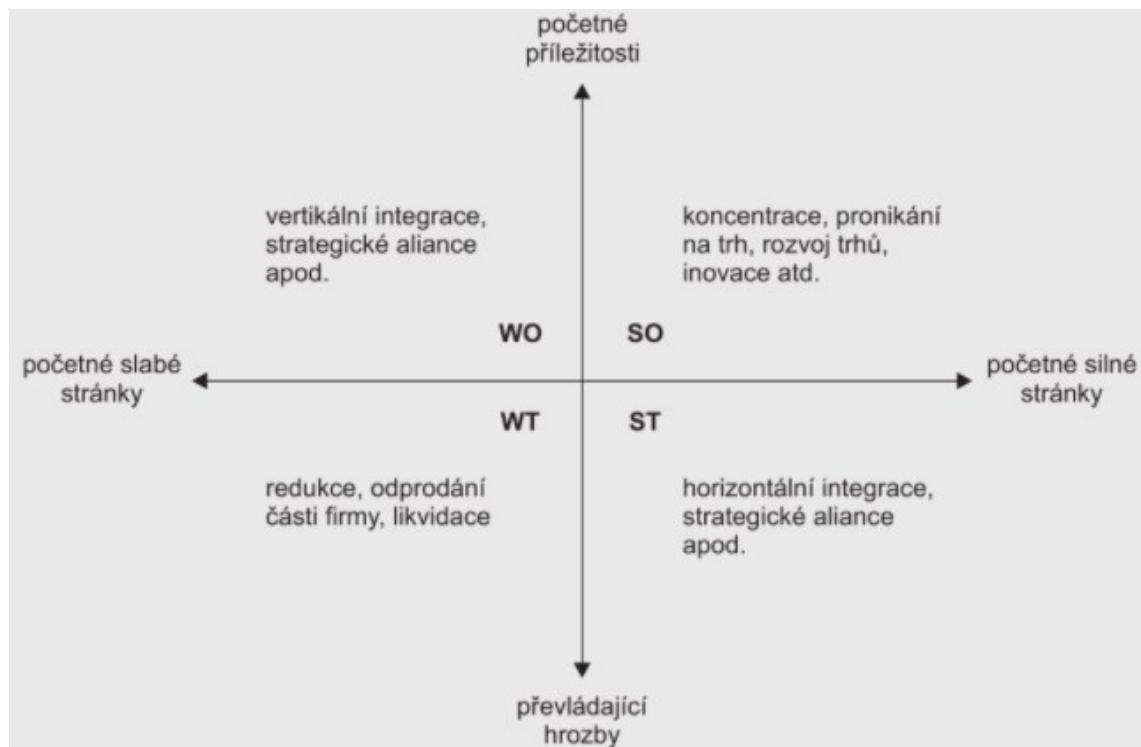 početné
příležitosti
vertikální integrace,
strategické aliance
apod.
koncentrace, pronikání
na trh, rozvoj trhů,
inovace atd.
WO
SO
početné slabé
stránky
početné silné
stránky
WT
ST
redukce, odprodání
části firmy, likvidace
horizontální integrace,
strategické aliance
apod.
převládající
hrozby